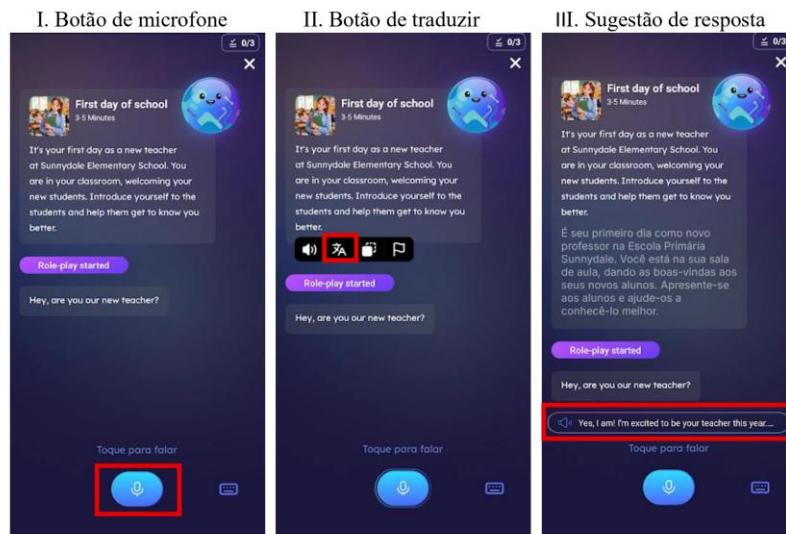 I. Botão de microfone
0/3
First day of school
3-5 Minutes
It's your first day as a new teacher
at Sunnydale Elementary School. You
are in your classroom, welcoming your
new students. Introduce yourself to the
students and help them get to know you
better.
Role-play started
Hey, are you our new teacher?
Toque para falar
II. Botão de traduzir
0/3
First day of school
3-5 Minutes
It's your first day as a new teacher
at Sunnydale Elementary School. You
are in your classroom, welcoming your
new students. Introduce yourself to the
students and help them get to know you
better.
Role-play started
Hey, are you our new teacher?
Toque para falar
III. Sugestão de resposta
0/3
First day of school
3-5 Minutes
It's your first day as a new teacher
at Sunnydale Elementary School. You
are in your classroom, welcoming your
new students. Introduce yourself to the
students and help them get to know you
better.
É seu primeiro dia como novo
professor na Escola Primária
Sunnydale. Você está na sua sala
de aula, dando as boas-vindas aos
seus novos alunos. Apresente-se
aos alunos e ajude-os a
conhecê-lo melhor.
Role-play started
Hey, are you our new teacher?
Yes, I am! I'm excited to be your teacher this year....
Toque para falar